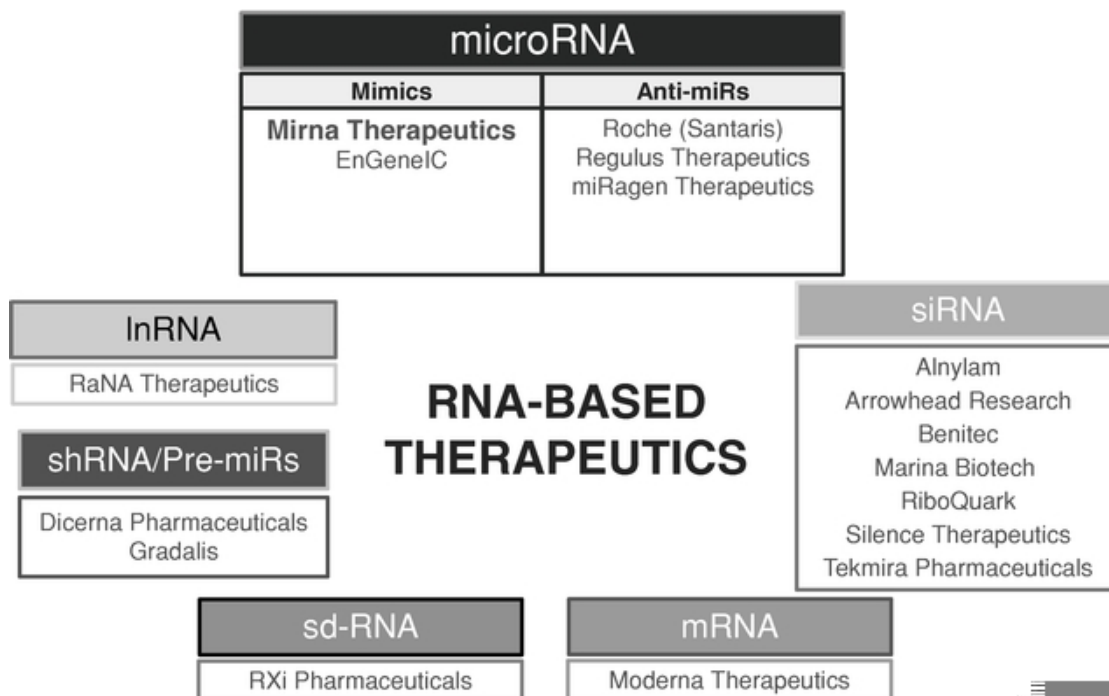 microRNA
Mimics
Anti-miRs
Mirna Therapeutics
EnGeneIC
Roche (Santaris)
Regulus Therapeutics
miRagen Therapeutics
lnRNA
RaNA Therapeutics
shRNA/Pre-miRs
Dicerna Pharmaceuticals
Gradalis
RNA-BASED
THERAPEUTICS
siRNA
Alnylam
Arrowhead Research
Benitec
Marina Biotech
RiboQuark
Silence Therapeutics
Tekmira Pharmaceuticals
sd-RNA
RXi Pharmaceuticals
mRNA
Moderna Therapeutics